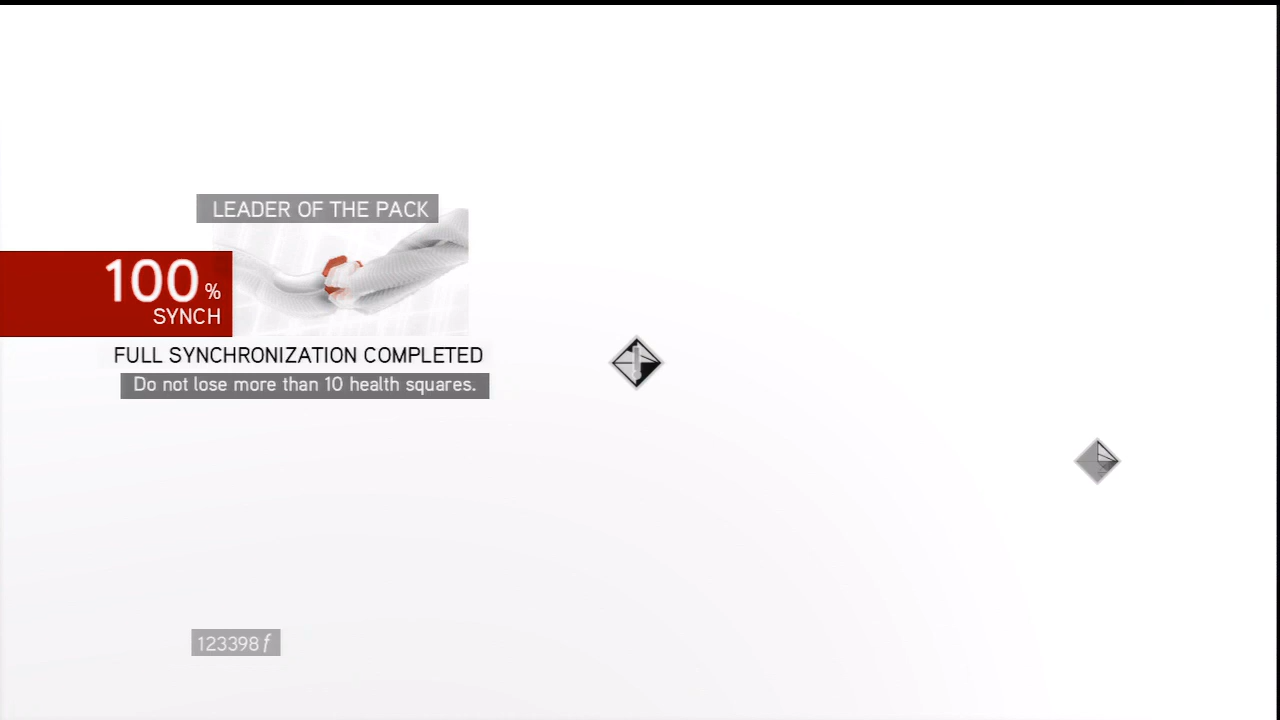 LEADER OF THE PACK
100 %
SYNCH
FULL SYNCHRONIZATION COMPLETED
Do not lose more than 10 health squares.
123398 ƒ